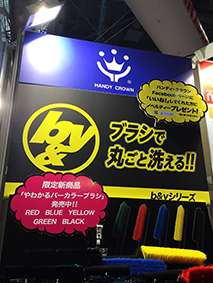 HANDY CROWN
ハンディ・クラウン
Facebookページに
「いいね!」してくれた方に
ノベルティープレゼント!
b&y
ブラシで
丸ごと洗える!!
b&yシリーズ
限定新商品
「やわかるバーカラーブラシ」
発売中!!
RED BLUE YELLOW
GREEN BLACK